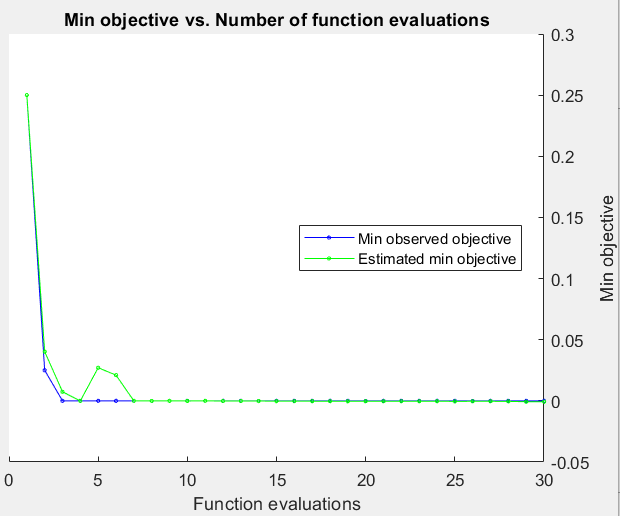 Min objective vs. Number of function evaluations
0.3
0.25
0.2
0.15
0.1
0.05
0
-0.05
Min objective
Min observed objective
Estimated min objective
0 5 10 15 20 25 30
Function evaluations